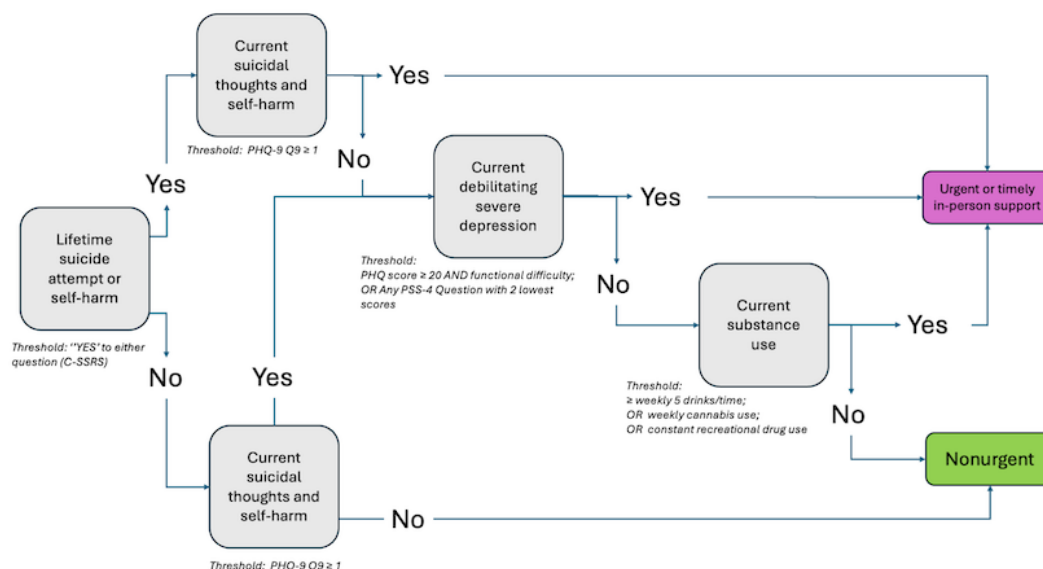 Current
suicidal
thoughts and
self-harm
Yes
Threshold: PHQ-9 Q9 ≥ 1
No
Yes
Current
debilitating
severe
depression
Yes
Urgent or timely
in-person support
Lifetime
suicide
attempt or
self-harm
Threshold:
PHQ score ≥ 20 AND functional difficulty;
OR Any PSS-4 Question with 2 lowest
scores
No
Current
substance
use
Yes
Threshold: "'YES' to either
question (C-SSRS)
No
Yes
Threshold:
≥ weekly 5 drinks/time;
OR weekly cannabis use;
OR constant recreational drug use
No
Current
suicidal
thoughts and
self-harm
Nonurgent
No
Threshold: PHQ-9 Q9 ≥ 1